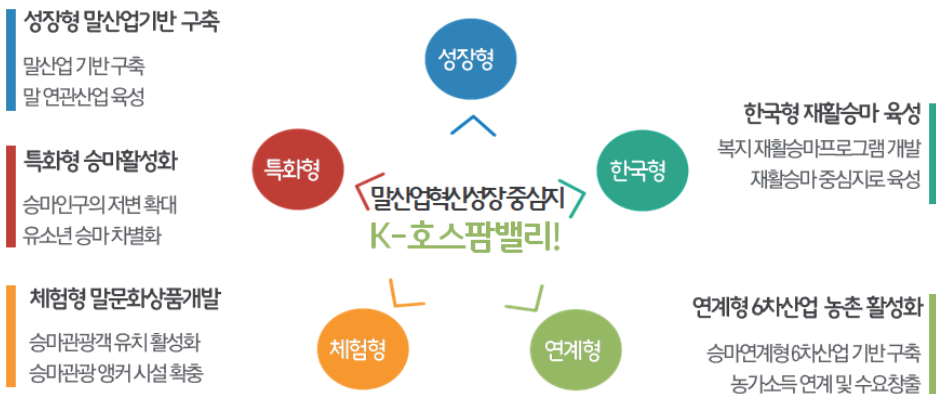 성장형 말산업기반 구축
말산업 기반 구축
말 연관산업 육성
성장형
한국형 재활승마 육성
복지 재활승마프로그램 개발
재활승마 중심지로 육성
한국형
특화형 승마활성화
승마인구의 저변 확대
유소년 승마 차별화
특화형
말산업혁신성장 중심지
K-호스팜밸리!
체험형 말문화상품개발
승마관광객 유치 활성화
승마관광 앵커 시설 확충
체험형
연계형 6차산업 농촌 활성화
승마연계형 6차산업 기반 구축
농가소득 연계 및 수요창출
연계형